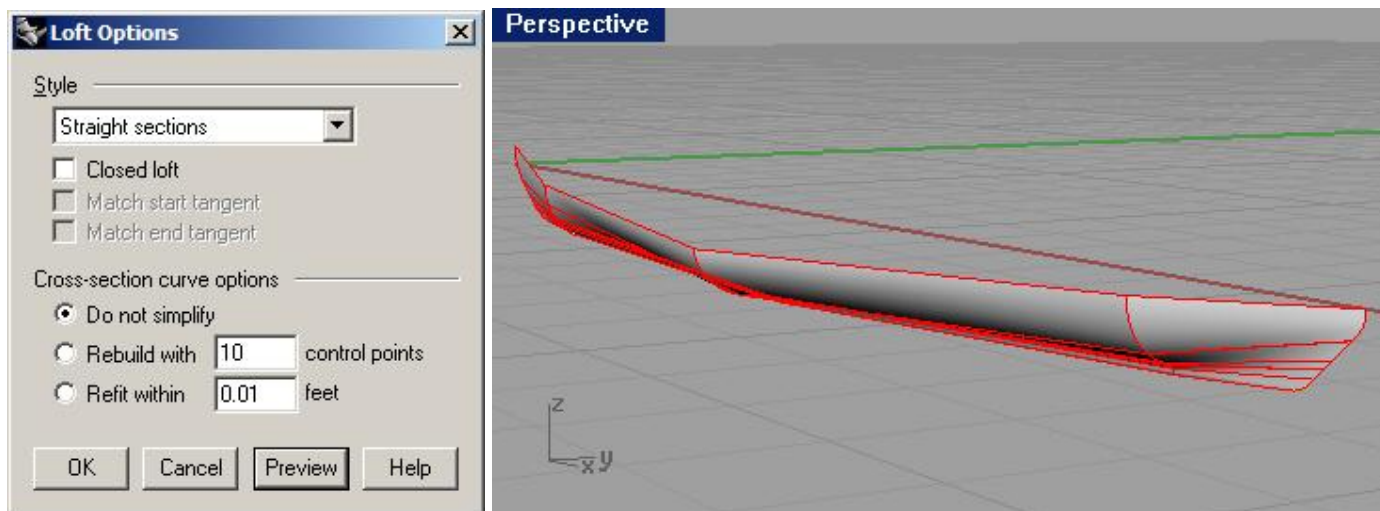 Loft Options
Style
Straight sections
Closed loft
Match start tangent
Match end tangent
Cross-section curve options
Do not simplify
Rebuild with 10 control points
Refit within 0.01 feet
OK Cancel Preview Help
Perspective
z
x y